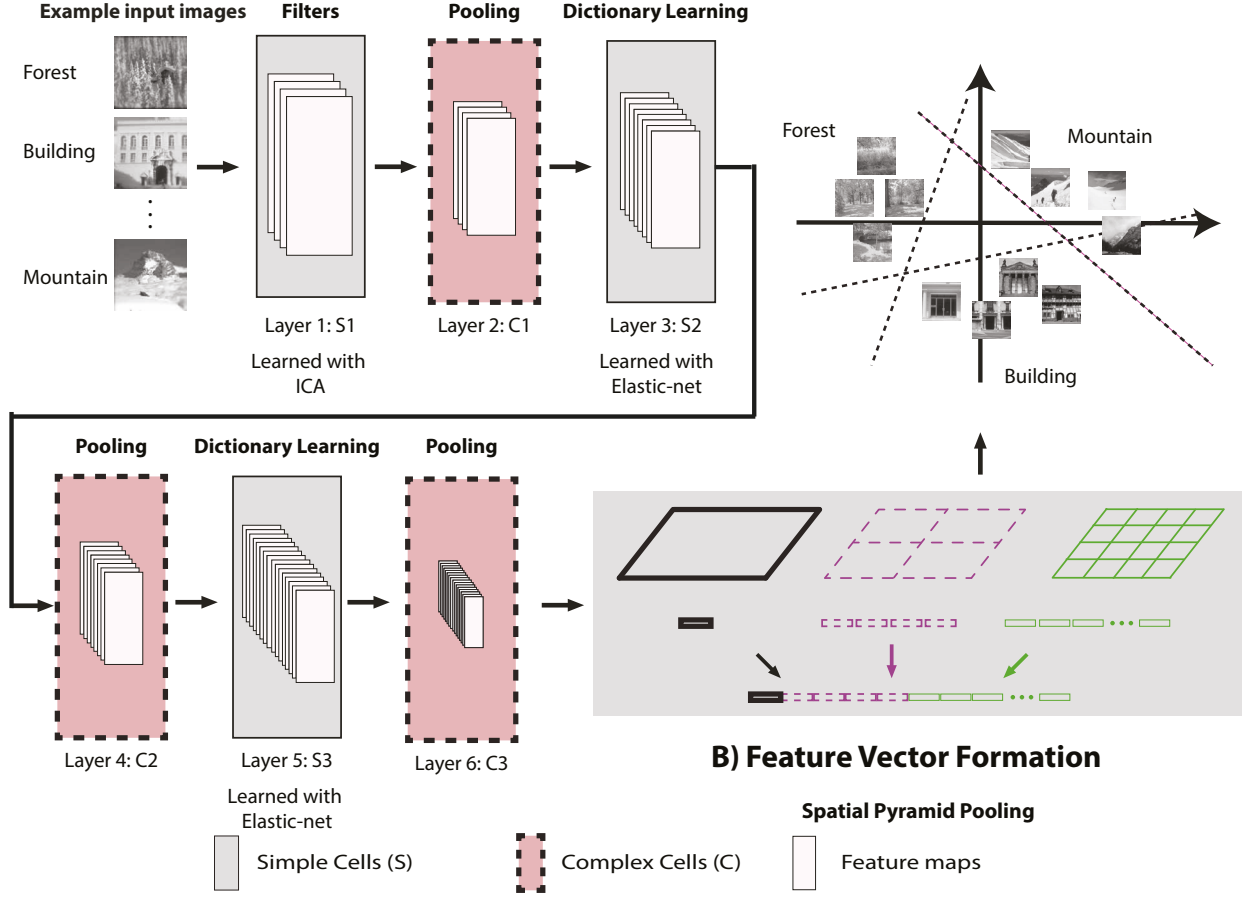 Example input images
Filters
Pooling
Dictionary Learning
Forest
Building
Mountain
Layer 1: S1
Learned with
ICA
Layer 2: C1
Layer 3: S2
Learned with
Elastic-net
Forest
Mountain
Building
Pooling
Dictionary Learning
Pooling
Layer 4: C2
Layer 5: S3
Learned with
Elastic-net
Layer 6: C3
B) Feature Vector Formation
Spatial Pyramid Pooling
Simple Cells (S)
Complex Cells (C)
Feature maps